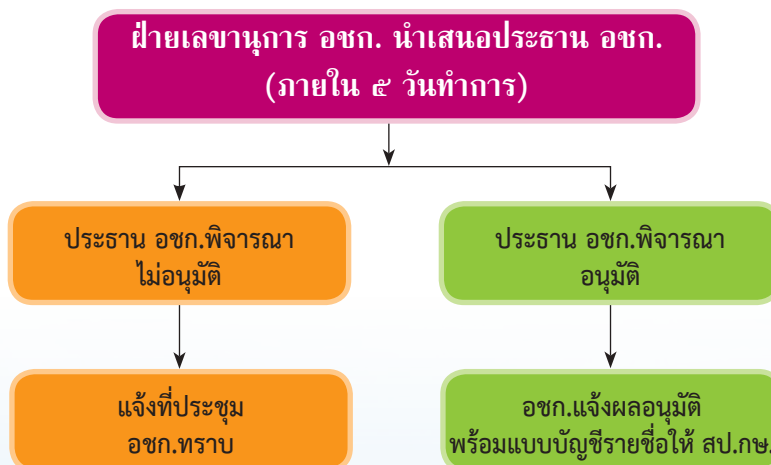 ฝ่ายเลขานุการ อชก. นำเสนอประธาน อชก.
(ภายใน ๕ วันทำการ)
ประธาน อชก.พิจารณา
ไม่อนุมัติ
ประธาน อชก.พิจารณา
อนุมัติ
แจ้งที่ประชุม
อชก.ทราบ
อชก.แจ้งผลอนุมัติ
พร้อมแบบบัญชีรายชื่อให้ สป.กษ.